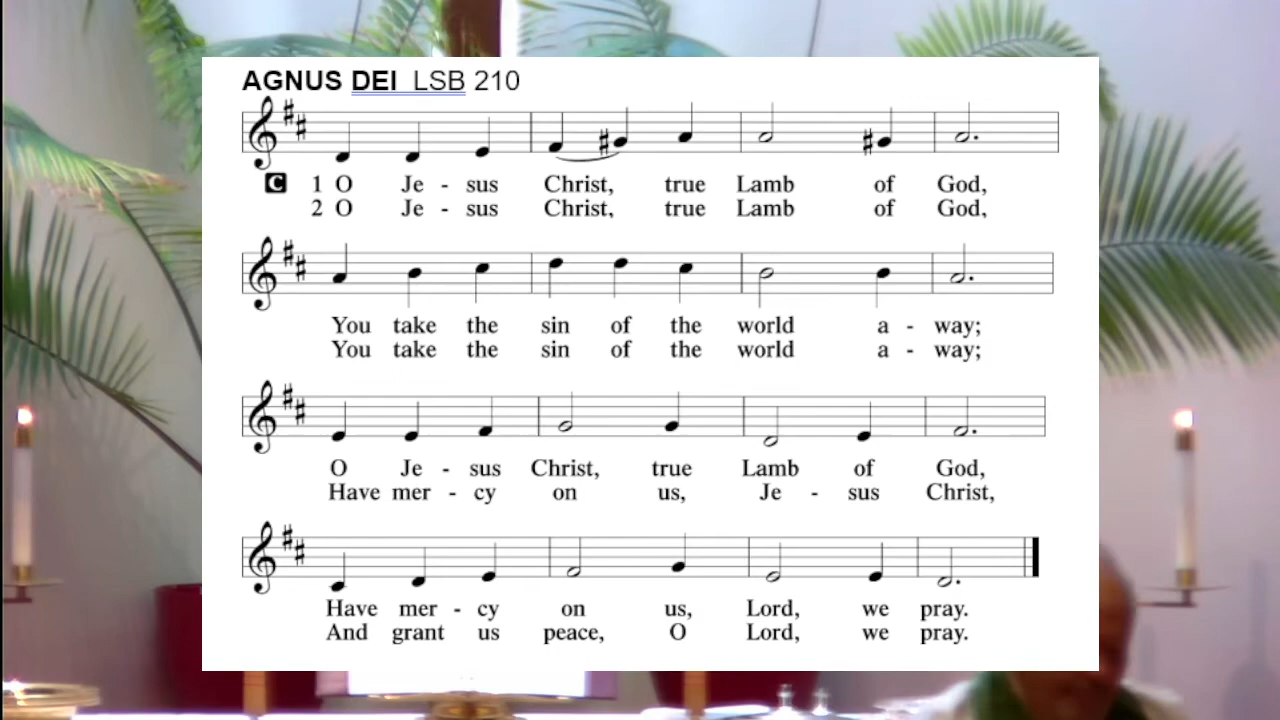 AGNUS DEI LSB 210
C 1 O Je - sus Christ, true Lamb of God,
2 O Je - sus Christ, true Lamb of God,
You take the sin of the world a - way;
You take the sin of the world a - way;
O Je - sus Christ, true Lamb of God,
Have mer - cy on us, Je - sus Christ,
Have mer - cy on us, Lord, we pray.
And grant us peace, O Lord, we pray.